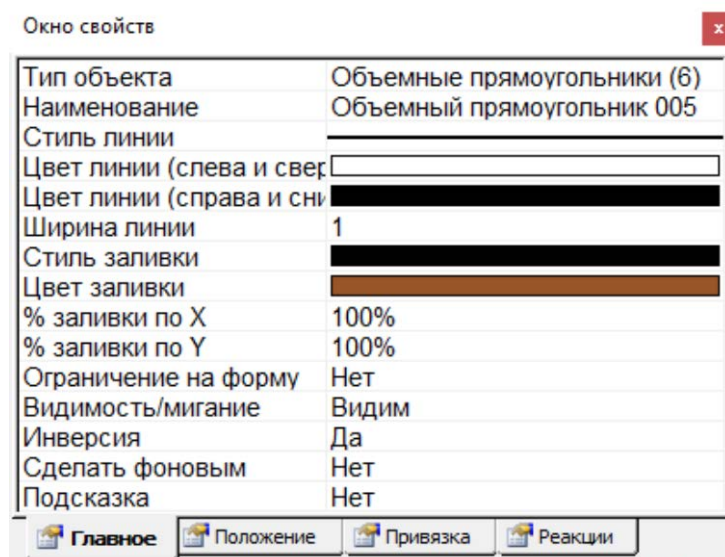 Окно свойств
x
Тип объекта Объемные прямоугольники (6)
Наименование Объемный прямоугольник 005
Стиль линии
Цвет линии (слева и свер
Цвет линии (справа и сни
Ширина линии 1
Стиль заливки
Цвет заливки
% заливки по X 100%
% заливки по Y 100%
Ограничение на форму Нет
Видимость/мигание Видим
Инверсия Да
Сделать фоновым Нет
Подсказка Нет
Главное Положение Привязка Реакции